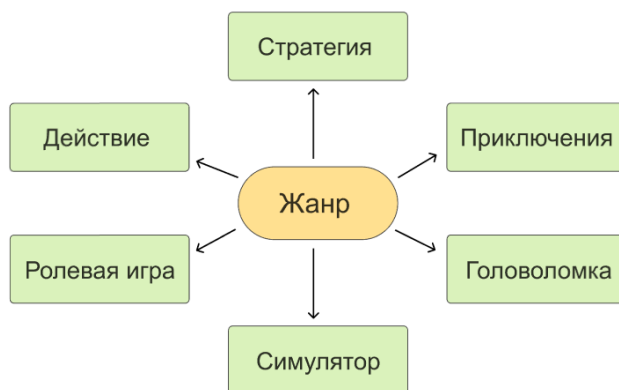 Стратегия
Действие
Приключения
Жанр
Ролевая игра
Головоломка
Симулятор